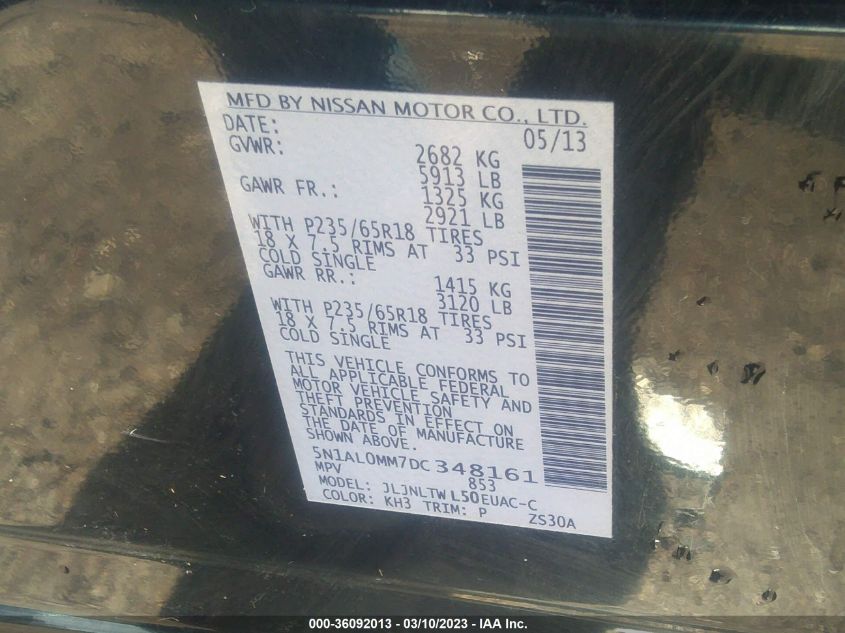 MFD BY NISSAN MOTOR CO., LTD.
DATE: 05/13
GVWR: 2682 KG
5913 LB
GAWR FR.: 1325 KG
2921 LB
WITH P235/65R18 TIRES
18 X 7.5 RIMS AT 33 PSI
COLD SINGLE
GAWR RR.: 1415 KG
3120 LB
WITH P235/65R18 TIRES
18 X 7.5 RIMS AT 33 PSI
COLD SINGLE
THIS VEHICLE CONFORMS TO
ALL APPLICABLE FEDERAL
MOTOR VEHICLE SAFETY AND
THEFT PREVENTION
STANDARDS IN EFFECT ON
THE DATE OF MANUFACTURE
SHOWN ABOVE.
5N1AL0MM7DC348161
MPV 853
MODEL: JLJNLTWL50EUAC-C
COLOR: KH3 TRIM: P ZS30A
000-36092013 - 03/10/2023 - IAA Inc.